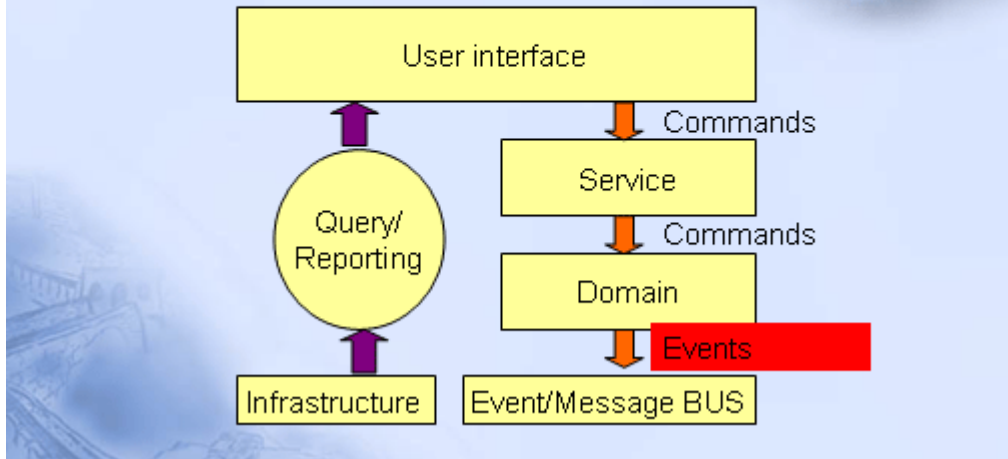 User interface
Commands
Service
Query/
Reporting
Commands
Domain
Events
Infrastructure
Event/Message BUS